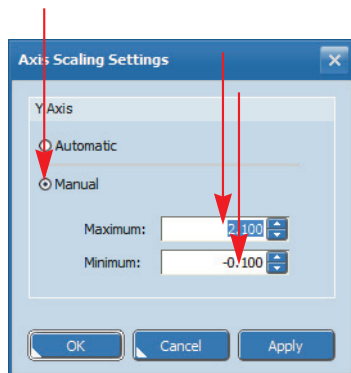 Axis Scaling Settings
Y Axis
Automatic
Manual
Maximum: 2.100
Minimum: -0.100
OK Cancel Apply